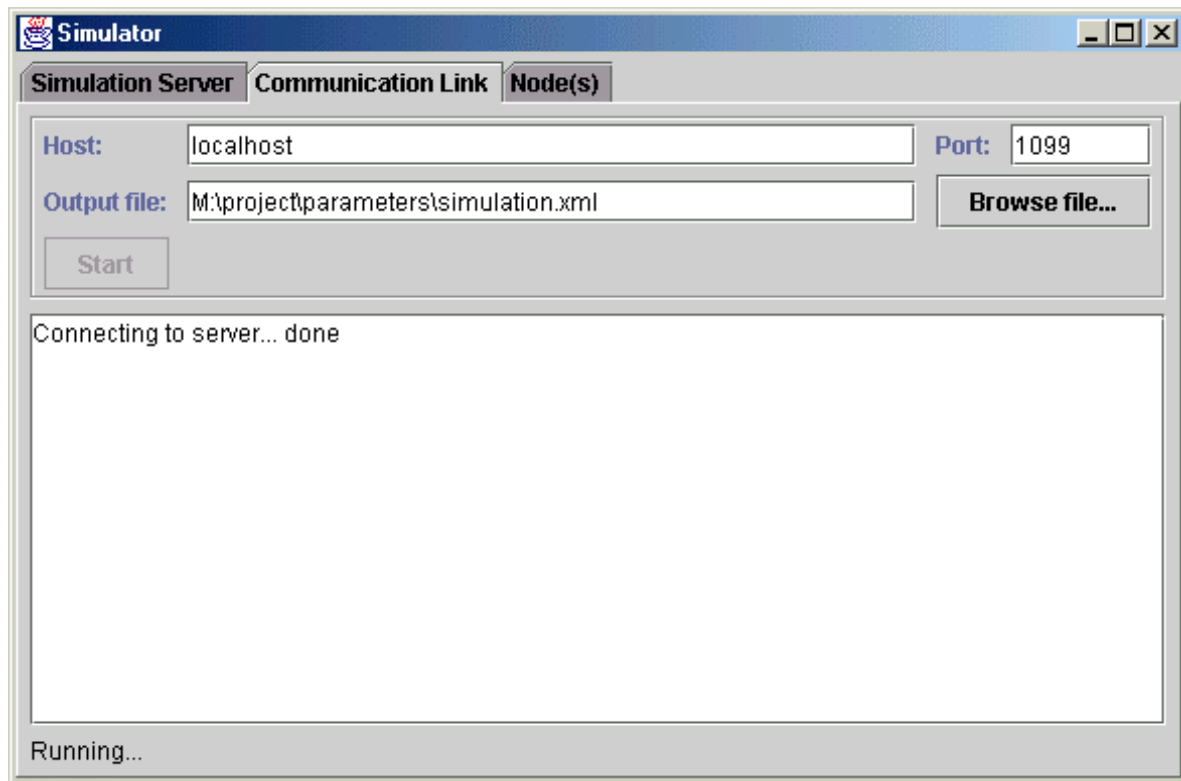 Simulator
Simulation Server Communication Link Node(s)
Host: localhost Port: 1099
Output file: M:\project\parameters\simulation.xml Browse file...
Start
Connecting to server... done
Running...